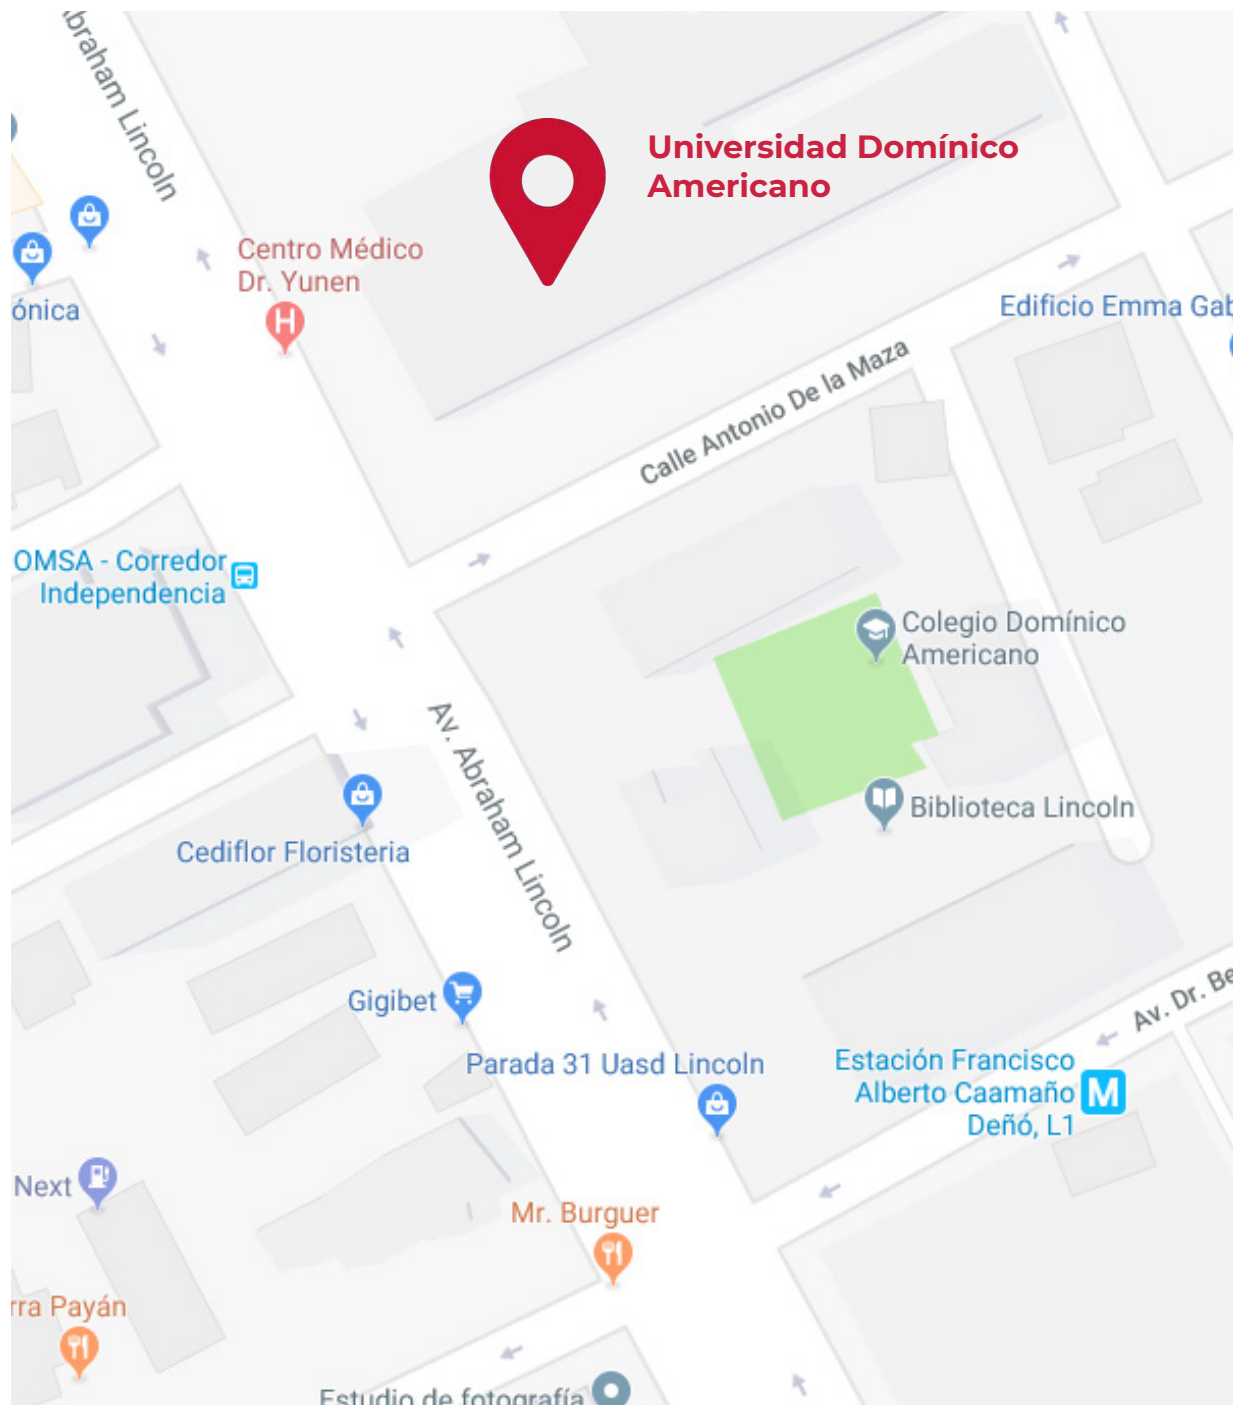 Abraham Lincoln
Universidad Domínico
Americano
Centro Médico
Dr. Yunen
H
ónica
Edificio Emma Gab
Calle Antonio De la Maza
OMSA - Corredor
Independencia
Colegio Domínico
Americano
Av. Abraham Lincoln
Biblioteca Lincoln
Cediflor Floristeria
Gigibet
Av. Dr. Be
Parada 31 Uasd Lincoln
Estación Francisco
Alberto Caamaño
Deñó, L1
M
Next
Mr. Burguer
rra Payán
Estudio de fotografía